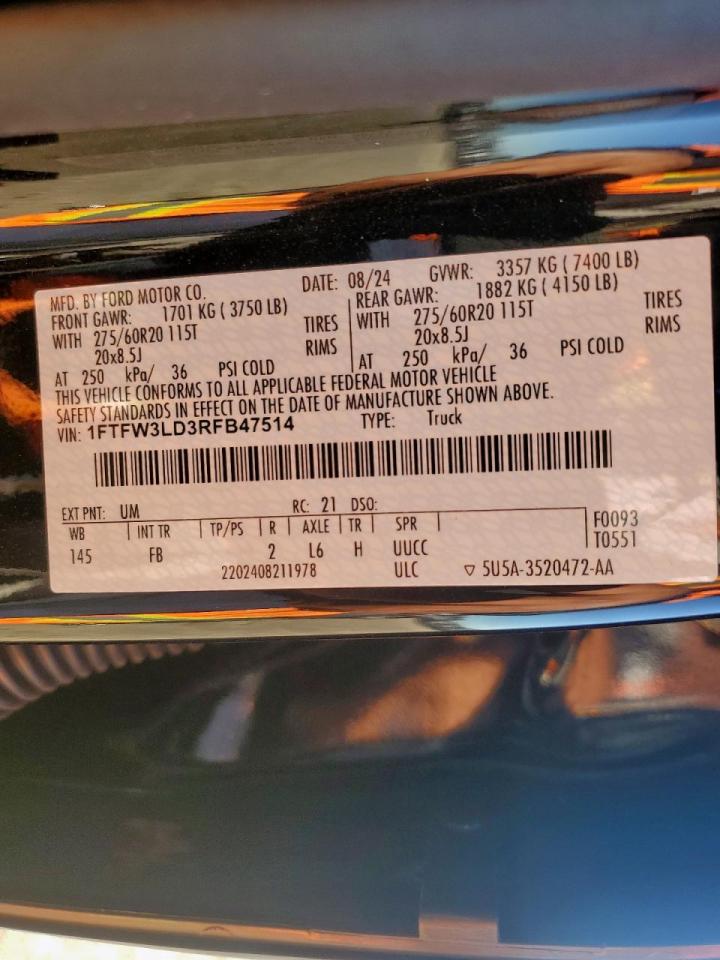 MFD. BY FORD MOTOR CO. DATE: 08/24 GVWR: 3357 KG ( 7400 LB)
FRONT GAWR: 1701 KG ( 3750 LB) REAR GAWR: 1882 KG ( 4150 LB)
WITH 275/60R20 115T TIRES WITH 275/60R20 115T TIRES
20x8.5J RIMS 20x8.5J RIMS
AT 250 kPa/ 36 PSI COLD AT 250 kPa/ 36 PSI COLD
THIS VEHICLE CONFORMS TO ALL APPLICABLE FEDERAL MOTOR VEHICLE
SAFETY STANDARDS IN EFFECT ON THE DATE OF MANUFACTURE SHOWN ABOVE.
VIN: 1FTFW3LD3RFB47514 TYPE: Truck
EXT PNT: UM RC: 21 DSO:
WB INT TR TP/PS R AXLE TR SPR F0093
145 FB 2 L6 H UUCC T0551
2202408211978 ULC ▽ 5U5A-3520472-AA